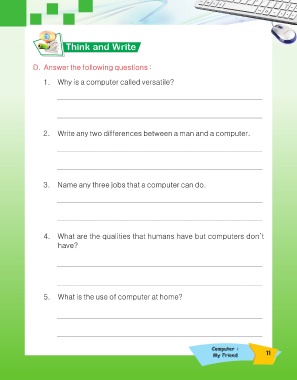 Think and Write
D. Answer the following questions :
1. Why is a computer called versatile?
2. Write any two differences between a man and a computer.
3. Name any three jobs that a computer can do.
4. What are the qualities that humans have but computers don't
have?
5. What is the use of computer at home?
Computer :
My Friend
11